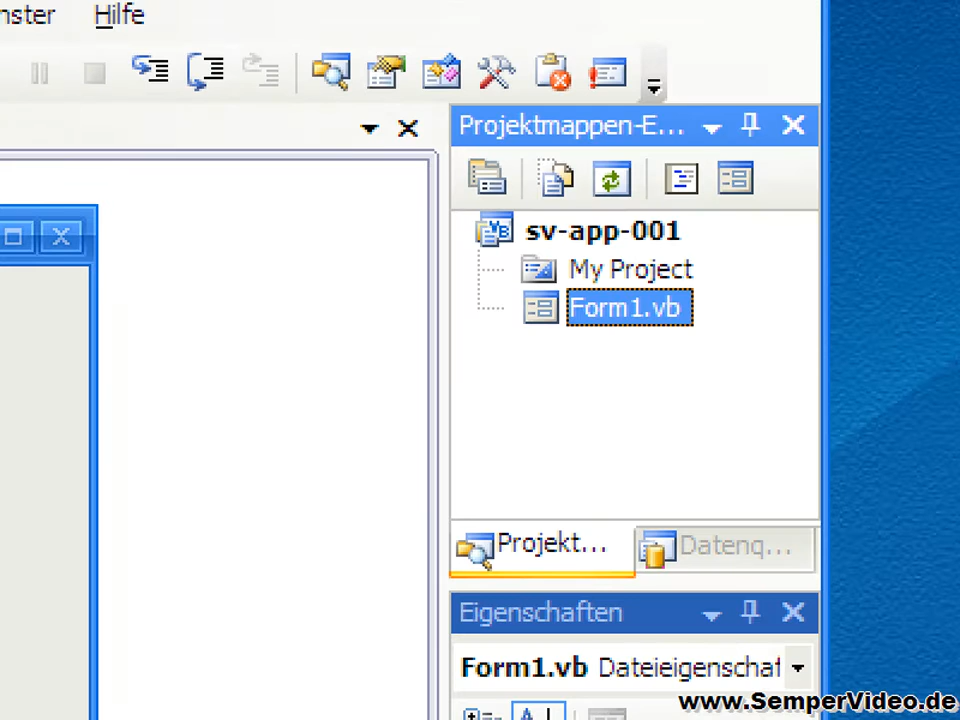 nster Hilfe
Projektmappen-E...
sv-app-001
My Project
Form1.vb
Projekt... Datenq...
Eigenschaften
Form1.vb Dateieigenschaf
www.SemperVideo.de